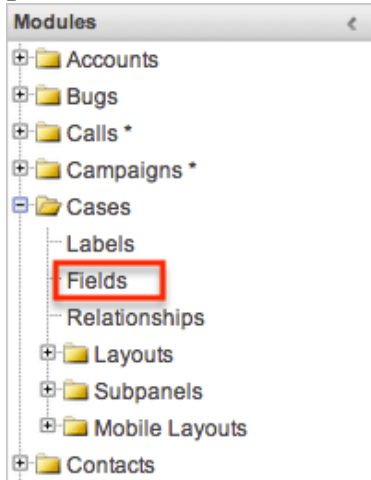 Modules
Accounts
Bugs
Calls *
Campaigns *
Cases
Labels
Fields
Relationships
Layouts
Subpanels
Mobile Layouts
Contacts